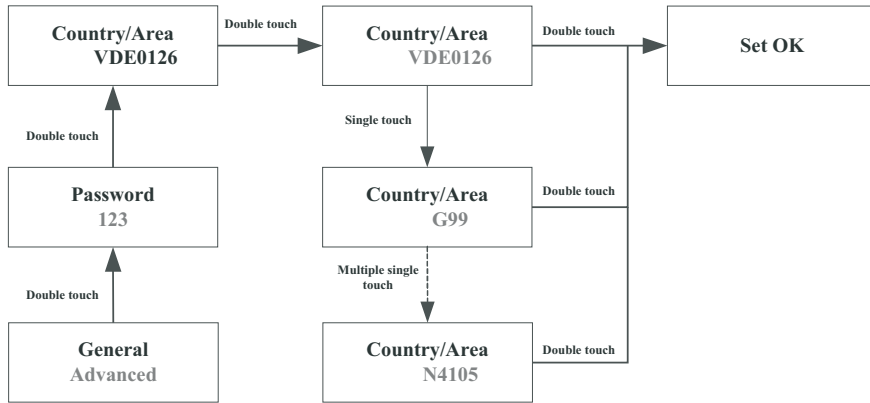 Country/Area
VDE0126
Double touch
Country/Area
VDE0126
Double touch
Set OK
Double touch
Single touch
Password
123
Country/Area
G99
Double touch
Double touch
Multiple single
touch
General
Advanced
Country/Area
N4105
Double touch